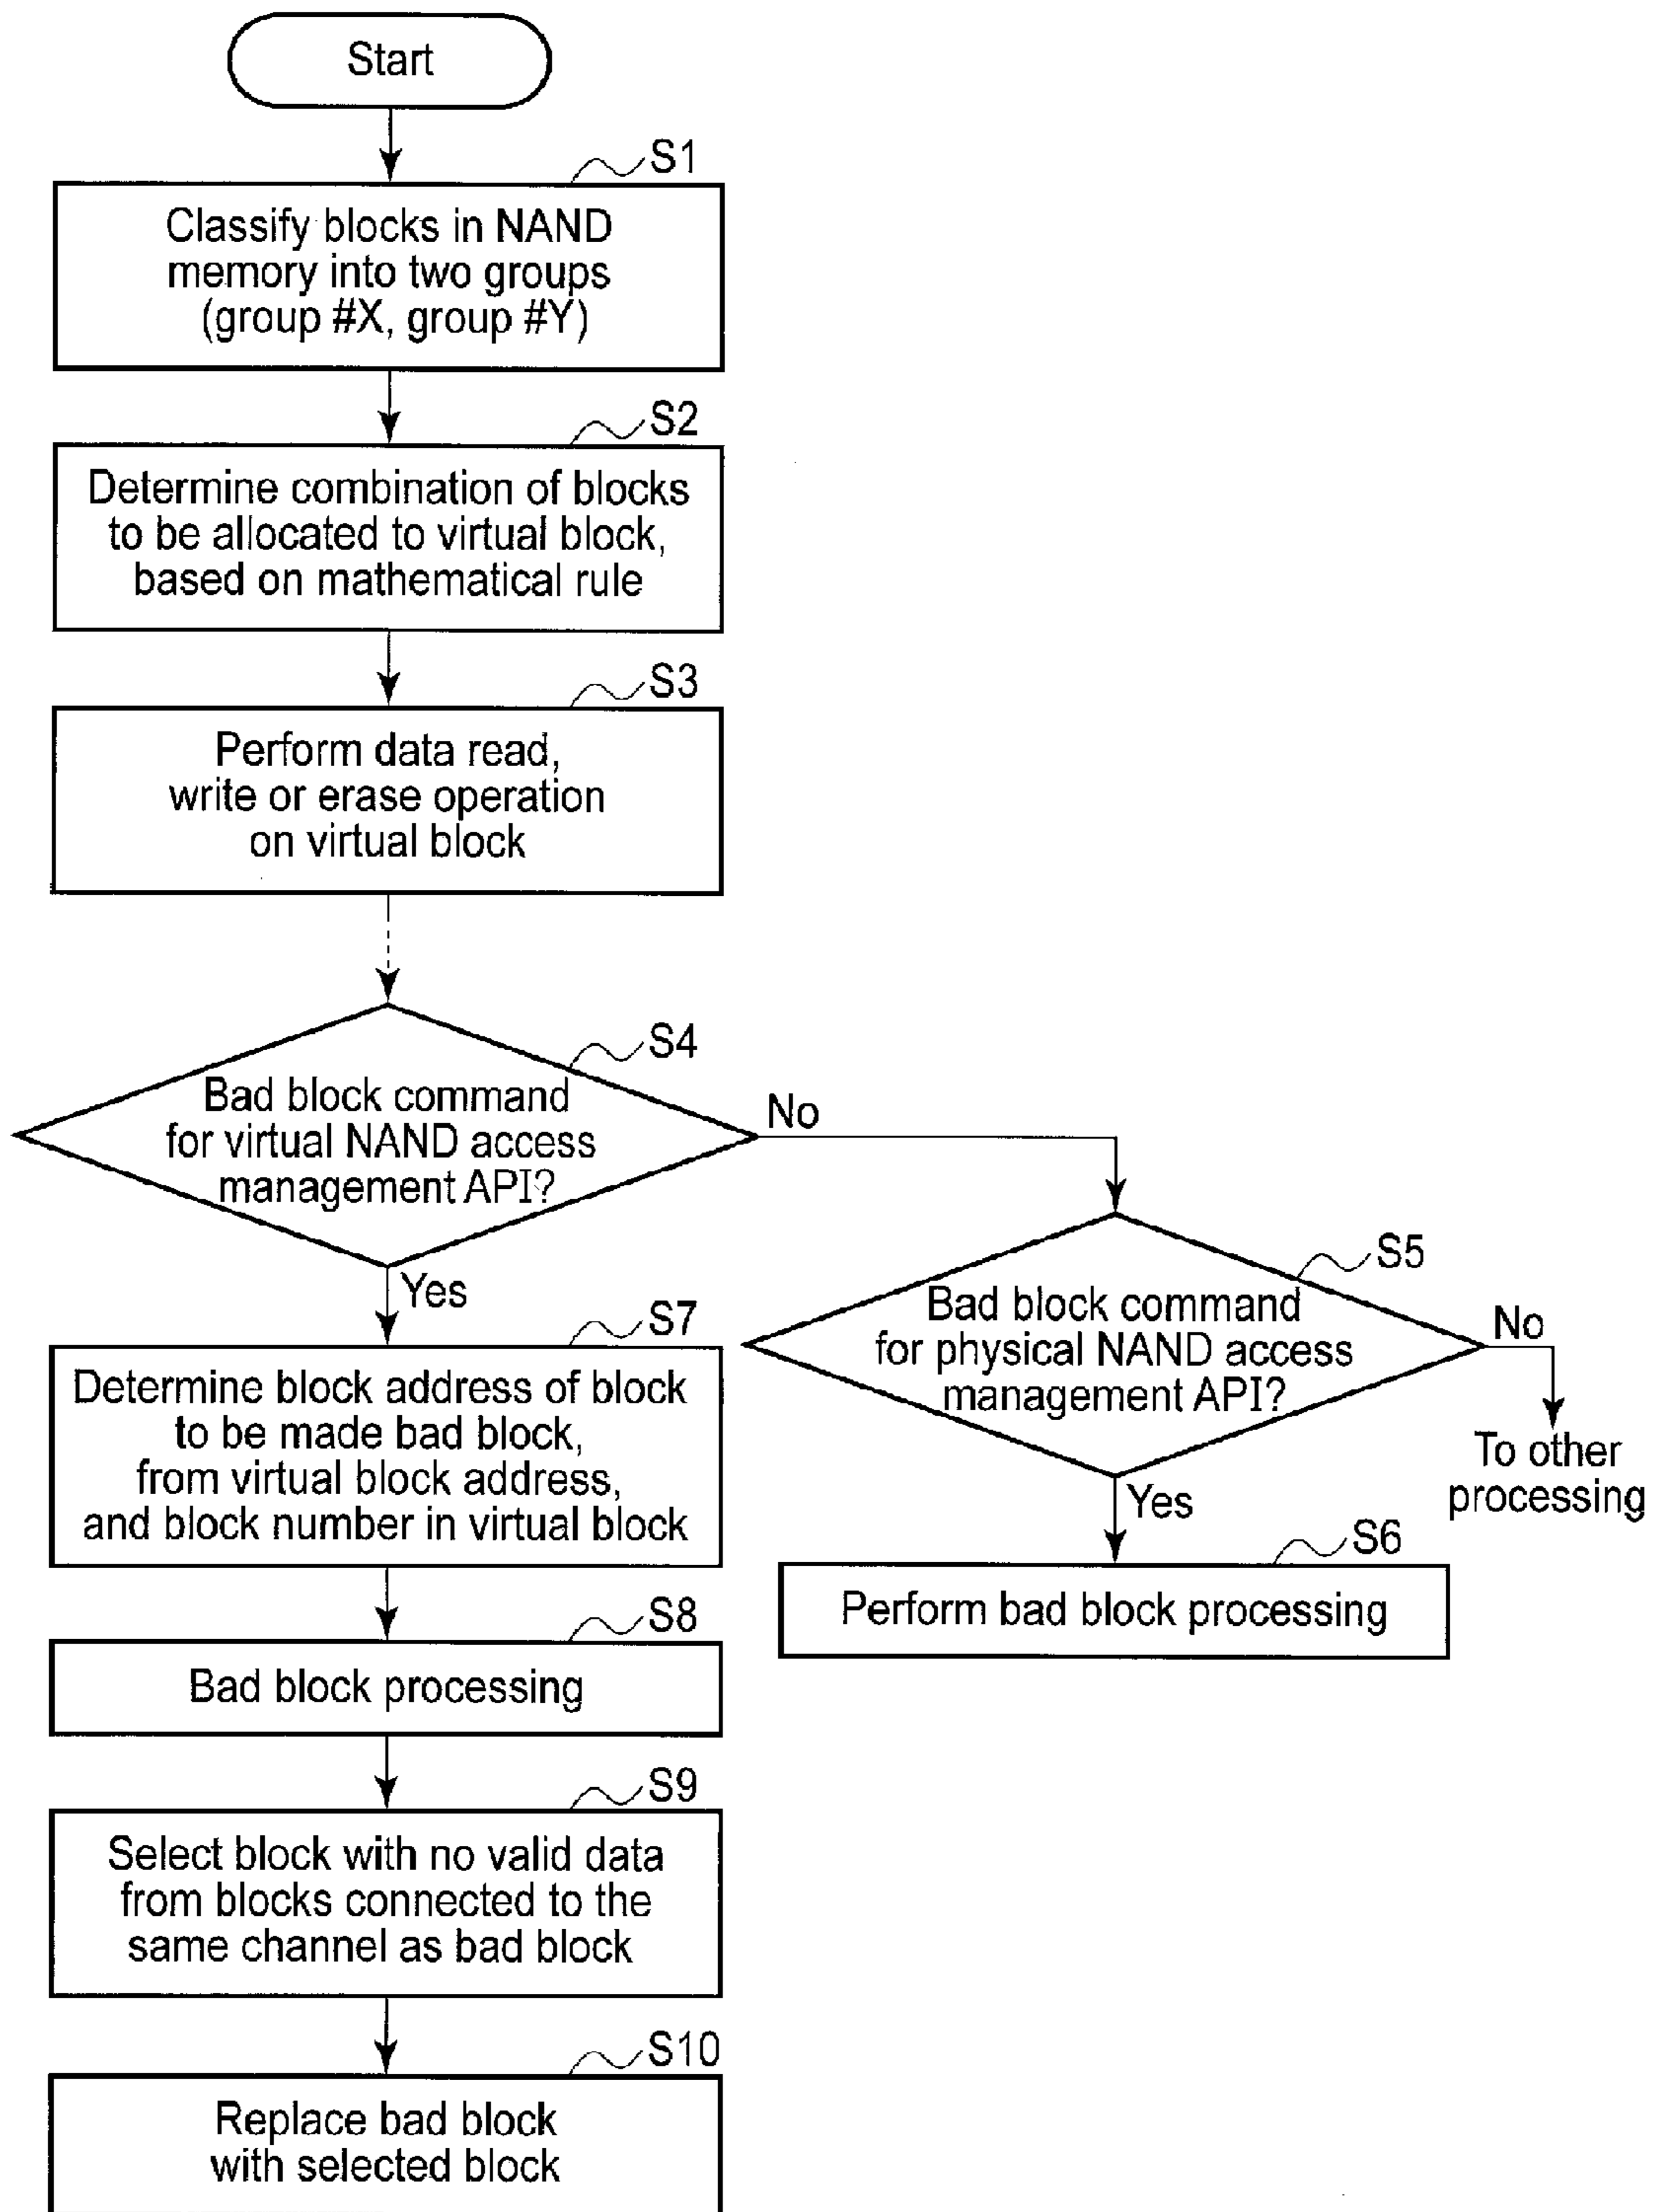 Start
S1
Classify blocks in NAND
memory into two groups
(group #X, group #Y)
S2
Determine combination of blocks
to be allocated to virtual block,
based on mathematical rule
S3
Perform data read,
write or erase operation
on virtual block
S4
Bad block command
for virtual NAND access
management API?
No
Yes
S5
Bad block command
for physical NAND access
management API?
No
To other
processing
Yes
S6
Perform bad block processing
S7
Determine block address of block
to be made bad block,
from virtual block address,
and block number in virtual block
S8
Bad block processing
S9
Select block with no valid data
from blocks connected to the
same channel as bad block
S10
Replace bad block
with selected block